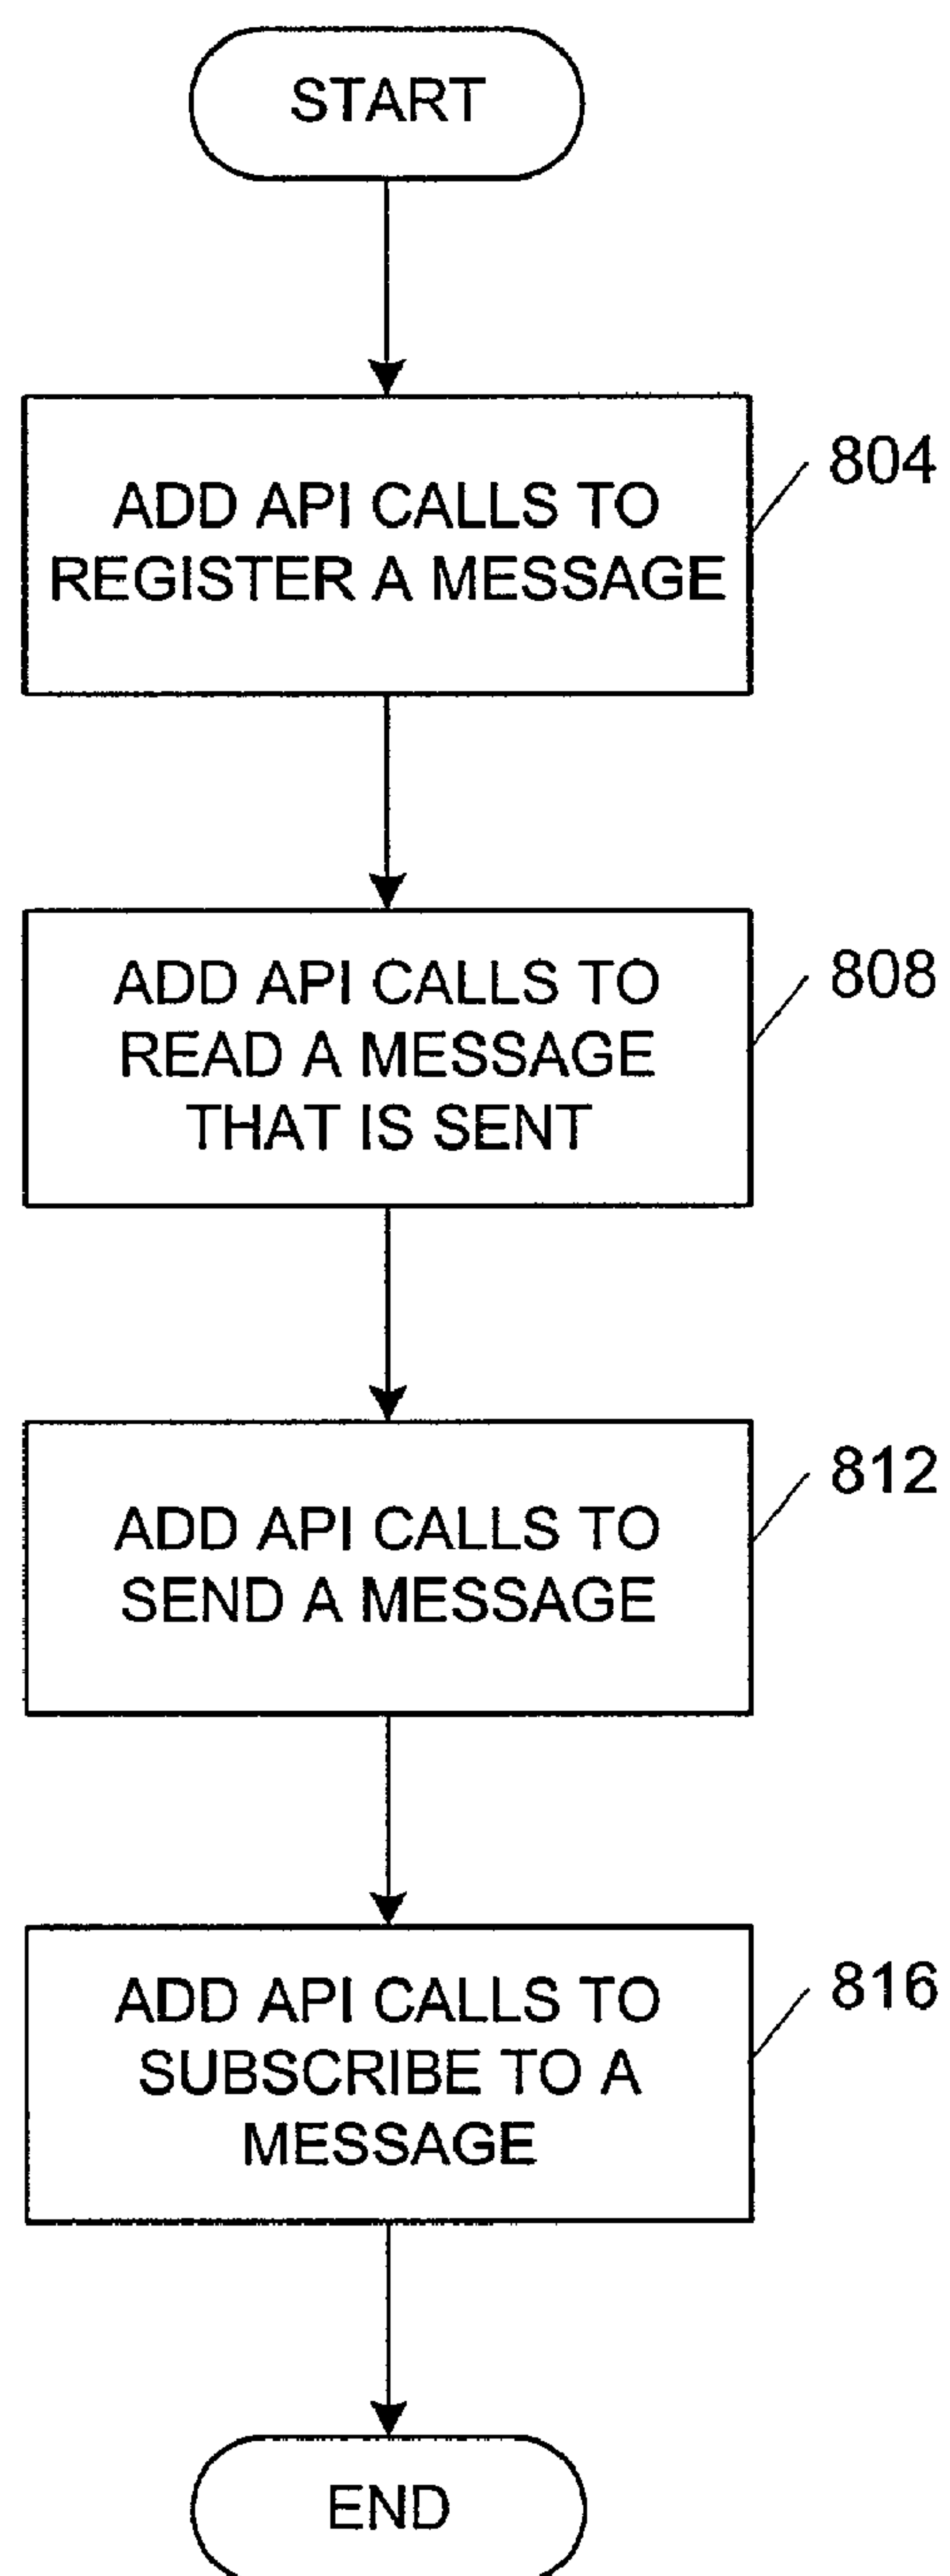 START
ADD API CALLS TO
REGISTER A MESSAGE
804
ADD API CALLS TO
READ A MESSAGE
THAT IS SENT
808
ADD API CALLS TO
SEND A MESSAGE
812
ADD API CALLS TO
SUBSCRIBE TO A
MESSAGE
816
END